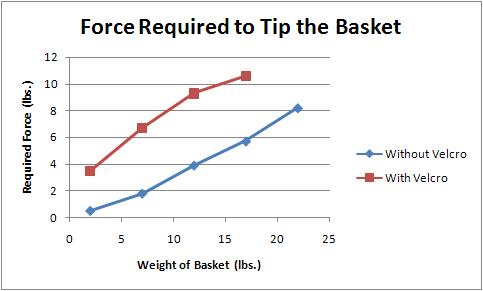 Force Required to Tip the Basket
12
10
8
6
4
2
0
Required Force (lbs.)
0 5 10 15 20 25
Weight of Basket (lbs.)
Without Velcro
With Velcro